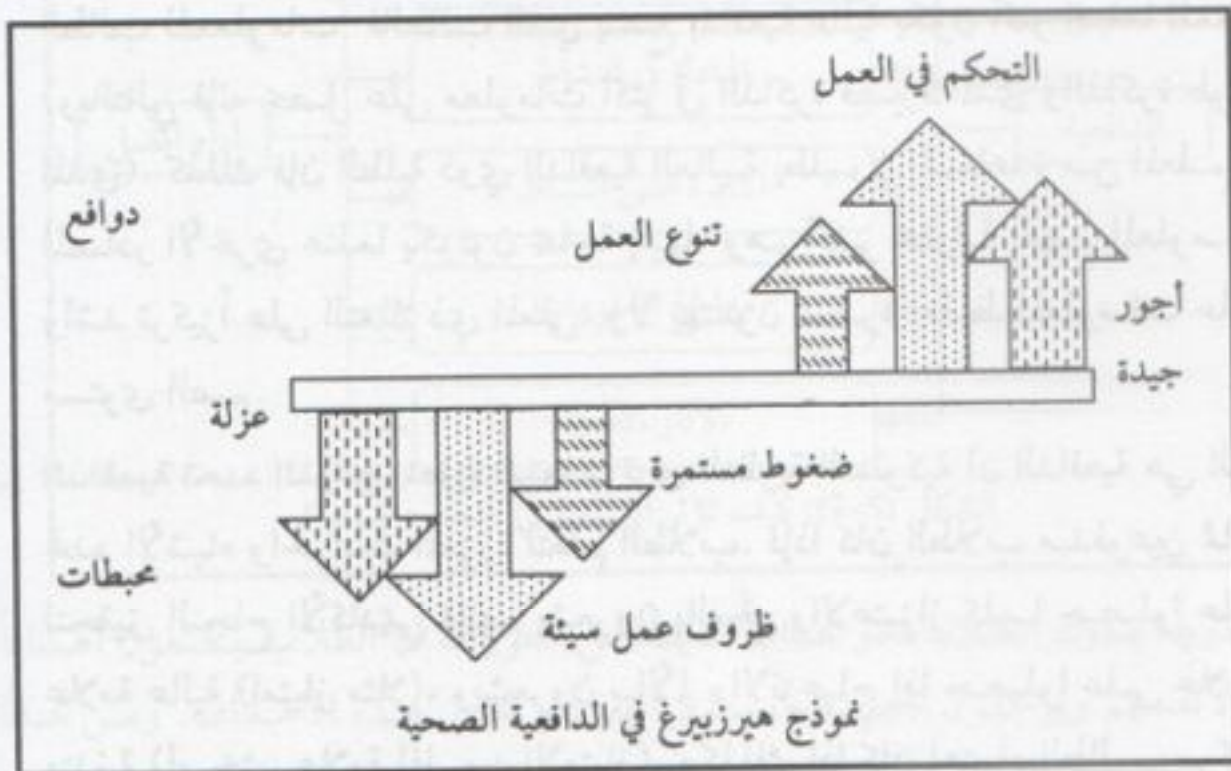 التحكم في العمل
دوافع
تنوع العمل
أجور
جيدة
عزلة
ضغوط مستمرة
محبطات
ظروف عمل سيئة
نموذج هيرزبيرغ في الدافعية الصحية